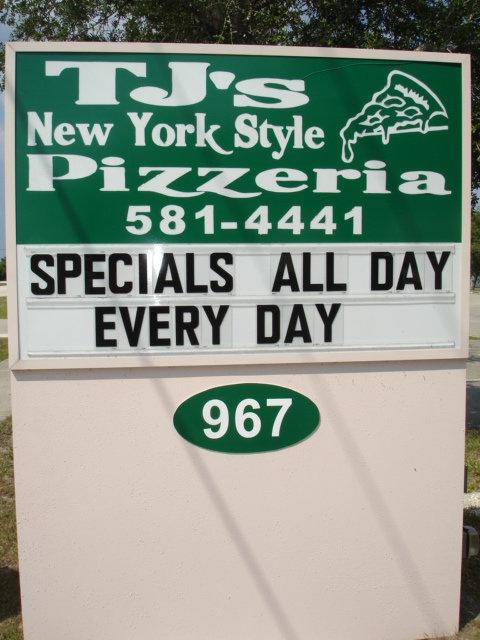 TJ's
New York Style
Pizzeria
581-4441
SPECIALS ALL DAY
EVERY DAY
967